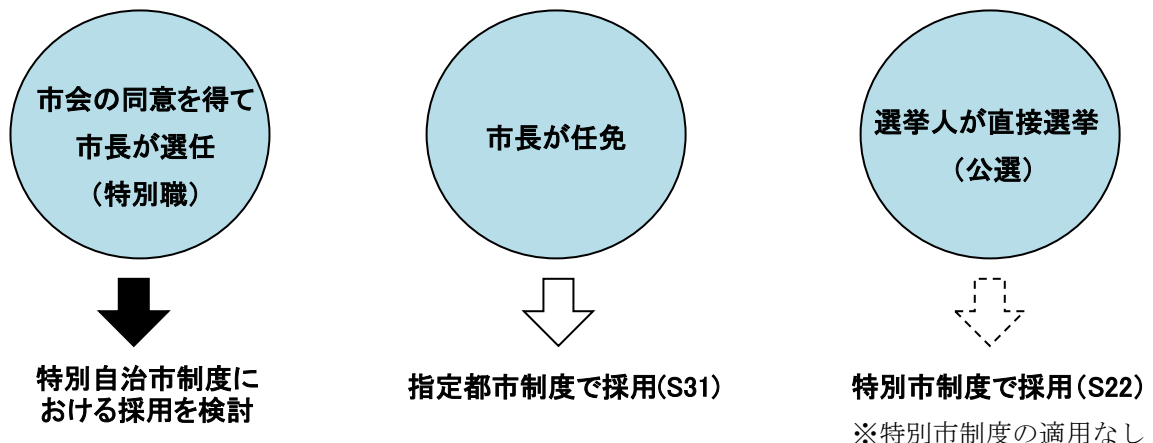 市会の同意を得て
市長が選任
（特別職）
市長が任免
選挙人が直接選挙
（公選）
特別自治市制度に
おける採用を検討
指定都市制度で採用(S31)
特別市制度で採用(S22)
※特別市制度の適用なし